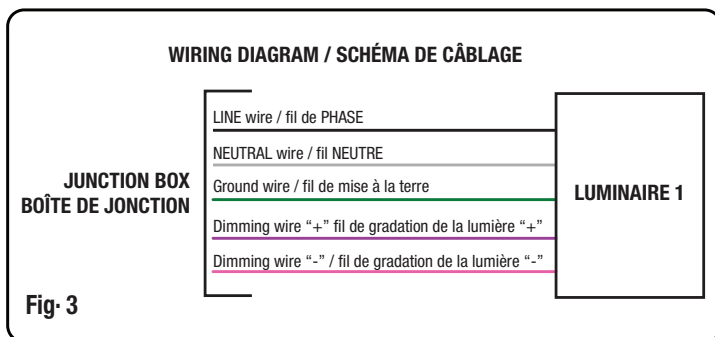 WIRING DIAGRAM / SCHÉMA DE CÂBLAGE
LINE wire / fil de PHASE
NEUTRAL wire / fil NEUTRE
JUNCTION BOX
BOÎTE DE JONCTION
Ground wire / fil de mise à la terre
LUMINAIRE 1
Dimming wire “+” fil de gradation de la lumière “+”
Dimming wire “-” / fil de gradation de la lumière “-”
Fig· 3